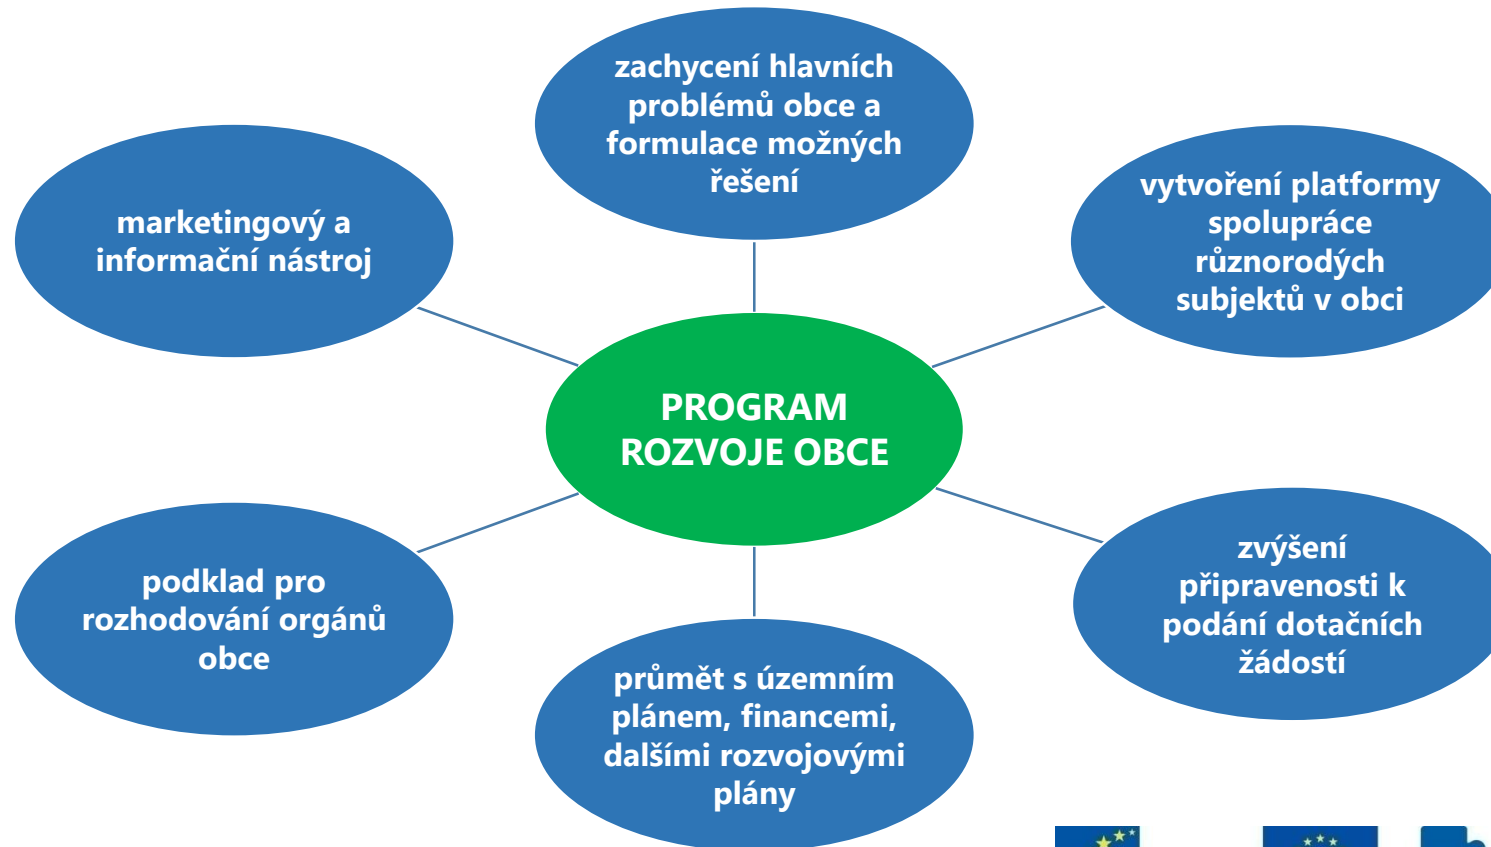 zachycení hlavních
problémů obce a
formulace možných
řešení
marketingový a
informační nástroj
vytvoření platformy
spolupráce
různorodých
subjektů v obci
PROGRAM
ROZVOJE OBCE
podklad pro
rozhodování orgánů
obce
zvýšení
připravenosti k
podání dotačních
žádostí
průmět s územním
plánem, financemi,
dalšími rozvojovými
plány